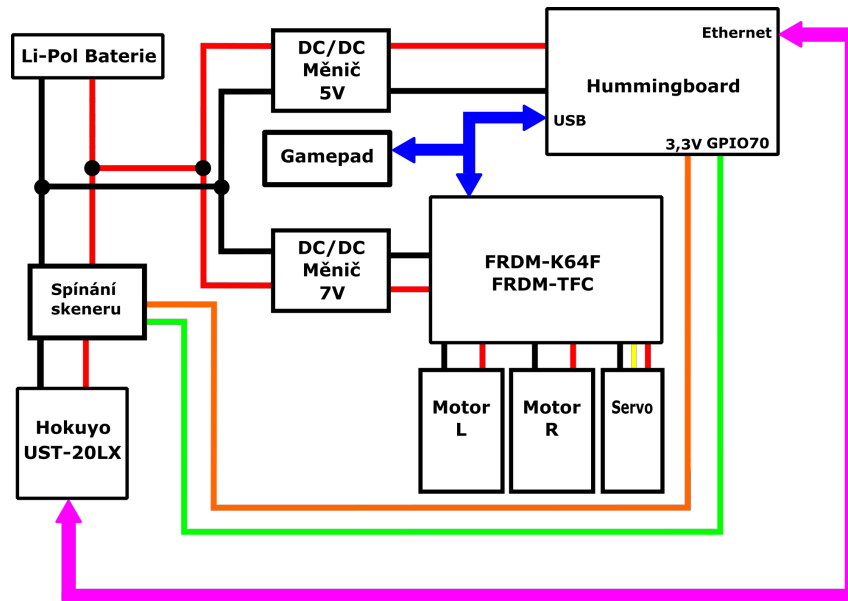 Li-Pol Baterie
DC/DC
Měnič
5V
Ethernet
Hummingboard
USB
3,3V GPIO70
Gamepad
DC/DC
Měnič
7V
FRDM-K64F
FRDM-TFC
Spínání
skeneru
Hokuyo
UST-20LX
Motor
L
Motor
R
Servo